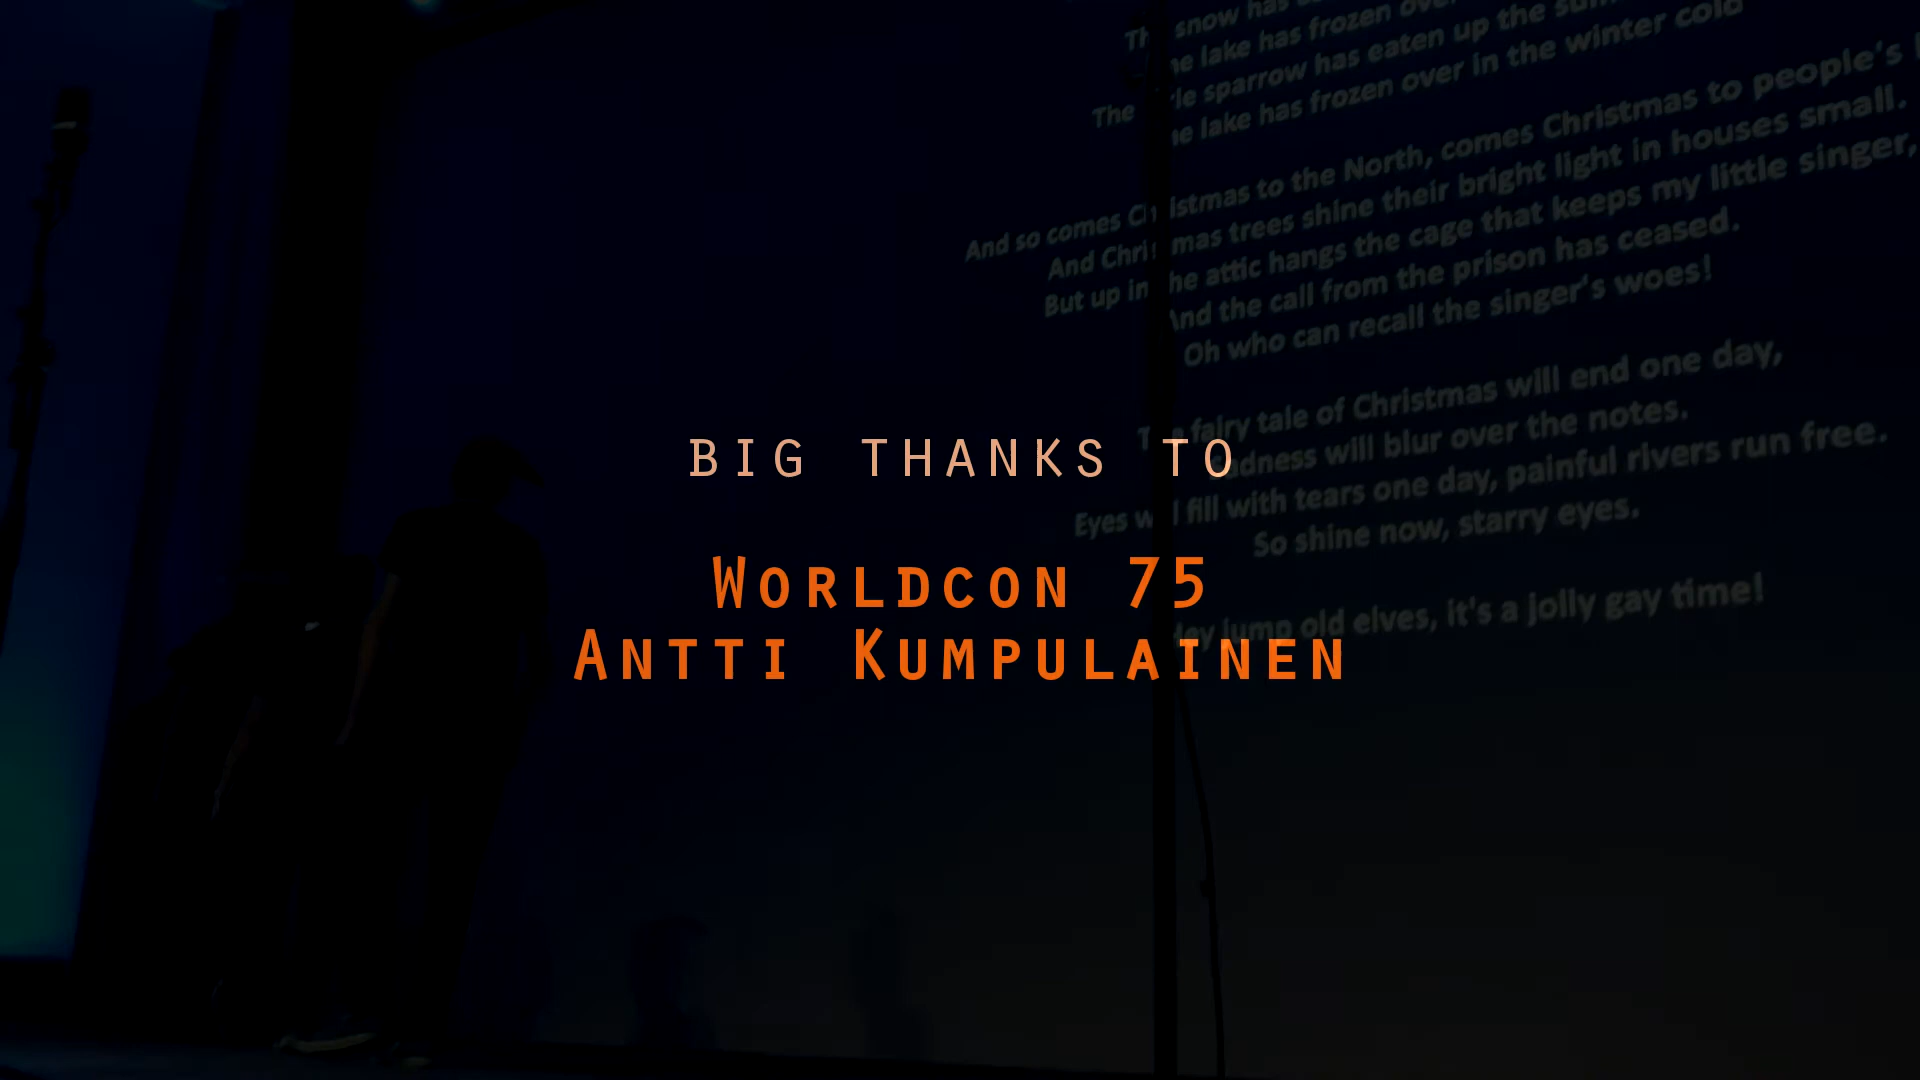 snow has
lake has frozen over
sparrow has eaten up the
The lake has frozen over in the winter cold
And so comes Christmas to the North, comes Christmas to people's
And Christmas trees shine their bright light in houses small.
But up in the attic hangs the cage that keeps my little singer,
And the call from the prison has ceased.
Oh who can recall the singer's woes!
fairy tale of Christmas will end one day,
will blur over the notes.
Eyes will fill with tears one day, painful rivers run free.
So shine now, starry eyes.
jump old elves, it's a jolly gay time!
BIG THANKS TO
WORLDCON 75
ANTTI KUMPULAINEN